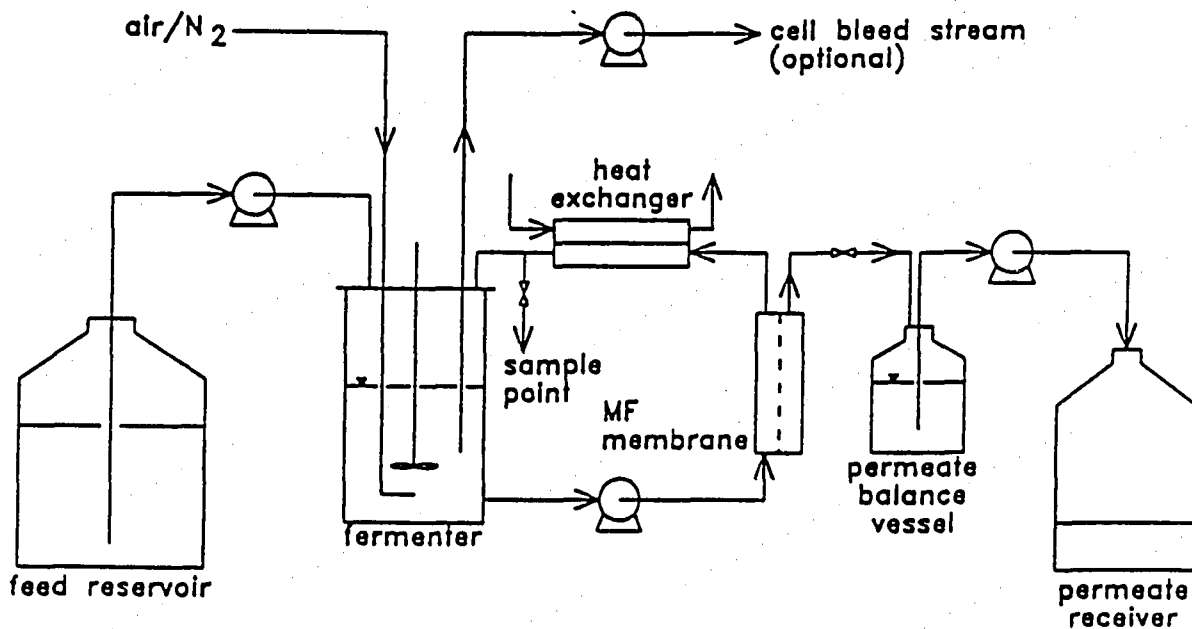 air/N2
cell bleed stream
(optional)
heat
exchanger
sample
point
MF
membrane
fermenter
feed reservoir
permeate
balance
vessel
permeate
receiver